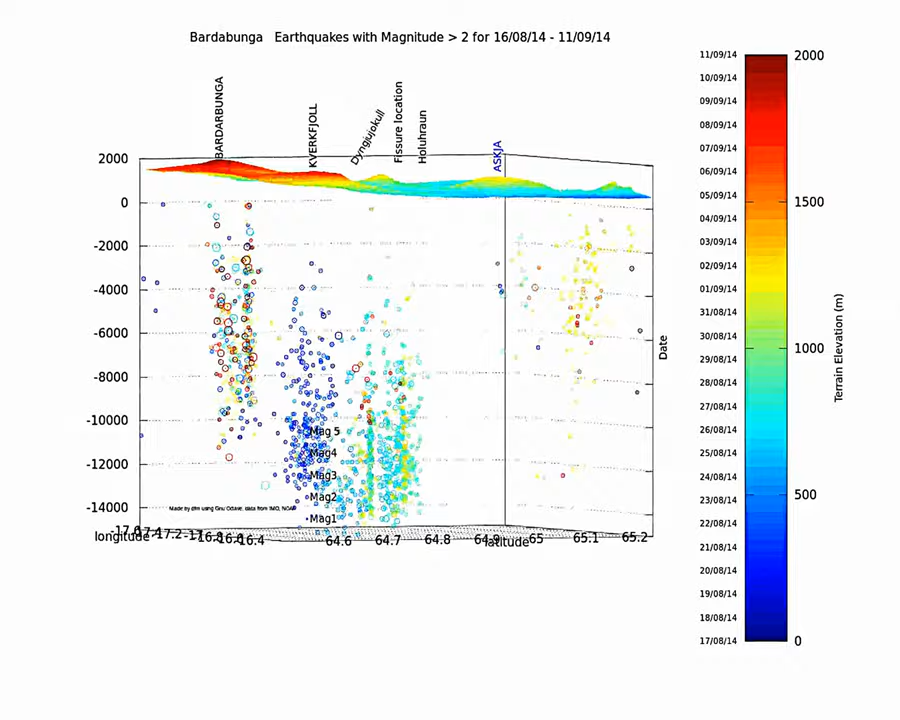 Bardabunga Earthquakes with Magnitude > 2 for 16/08/14 - 11/09/14
BARDARBUNGA
KVERKFJOLL
Dyngjujokull
Fissure location
Holuhraun
ASKJA
2000
0
-2000
-4000
-6000
-8000
-10000
-12000
-14000
Mag 5
Mag4
Mag3
Mag2
Mag1
Made by dfm using Gnu Octave, data from IMO, NOAA
longitude
-17.2
16.4
64.6
64.7
64.8
64.9
latitude
65
65.1
65.2
Date
11/09/14
10/09/14
09/09/14
08/09/14
07/09/14
06/09/14
05/09/14
04/09/14
03/09/14
02/09/14
01/09/14
31/08/14
30/08/14
29/08/14
28/08/14
27/08/14
26/08/14
25/08/14
24/08/14
23/08/14
22/08/14
21/08/14
20/08/14
19/08/14
18/08/14
17/08/14
2000
1500
1000
500
0
Terrain Elevation (m)